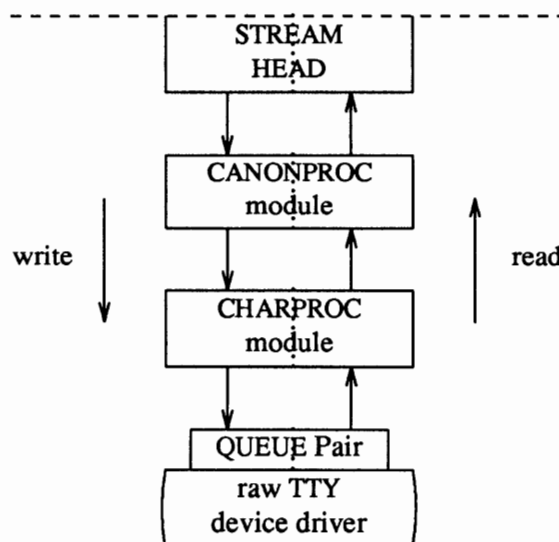 STREAM
HEAD
CANONPROC
module
write
read
CHARPROC
module
QUEUE Pair
raw TTY
device driver